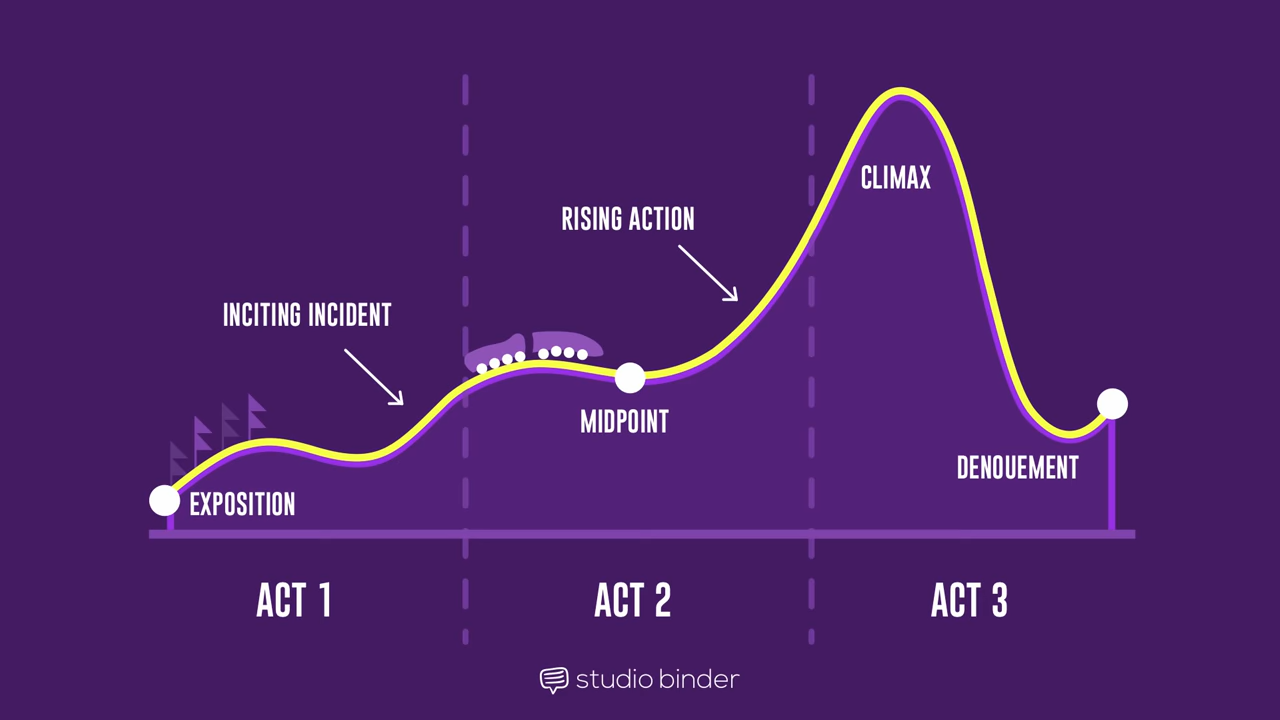 CLIMAX
RISING ACTION
INCITING INCIDENT
MIDPOINT
DENOUEMENT
EXPOSITION
ACT 1
ACT 2
ACT 3
studio binder